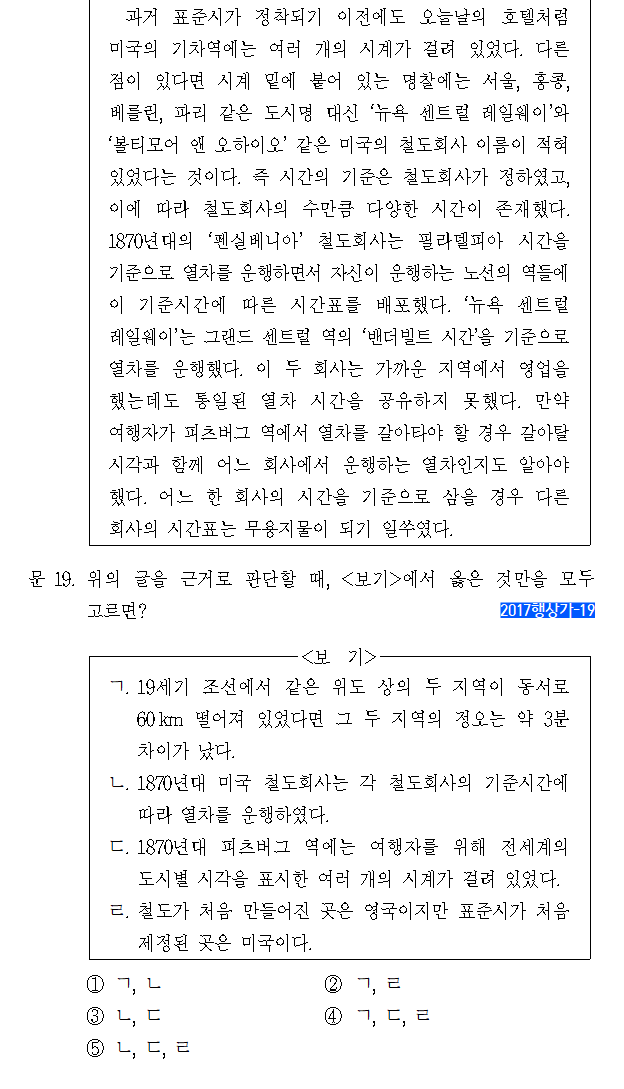 과거 표준시가 정착되기 이전에도 오늘날의 호텔처럼
미국의 기차역에는 여러 개의 시계가 걸려 있었다. 다른
점이 있다면 시계 밑에 붙어 있는 명찰에는 서울, 홍콩,
베를린, 파리 같은 도시명 대신 ‘뉴욕 센트럴 레일웨이’와
‘볼티모어 앤 오하이오’ 같은 미국의 철도회사 이름이 적혀
있었다는 것이다. 즉 시간의 기준은 철도회사가 정하였고,
이에 따라 철도회사의 수만큼 다양한 시간이 존재했다.
1870년대의 ‘펜실베니아’ 철도회사는 필라델피아 시간을
기준으로 열차를 운행하면서 자신이 운행하는 노선의 역들에
이 기준시간에 따른 시간표를 배포했다. ‘뉴욕 센트럴
레일웨이’는 그랜드 센트럴 역의 ‘밴더빌트 시간’을 기준으로
열차를 운행했다. 이 두 회사는 가까운 지역에서 영업을
했는데도 통일된 열차 시간을 공유하지 못했다. 만약
여행자가 피츠버그 역에서 열차를 갈아타야 할 경우 갈아탈
시각과 함께 어느 회사에서 운행하는 열차인지도 알아야
했다. 어느 한 회사의 시간을 기준으로 삼을 경우 다른
회사의 시간표는 무용지물이 되기 일쑤였다.
문 19. 위의 글을 근거로 판단할 때, <보기>에서 옳은 것만을 모두
고르면?
2017행상가-19
<보 기>
ㄱ. 19세기 조선에서 같은 위도 상의 두 지역이 동서로
60 km 떨어져 있었다면 그 두 지역의 정오는 약 3분
차이가 났다.
ㄴ. 1870년대 미국 철도회사는 각 철도회사의 기준시간에
따라 열차를 운행하였다.
ㄷ. 1870년대 피츠버그 역에는 여행자를 위해 전세계의
도시별 시각을 표시한 여러 개의 시계가 걸려 있었다.
ㄹ. 철도가 처음 만들어진 곳은 영국이지만 표준시가 처음
제정된 곳은 미국이다.
① ㄱ, ㄴ
② ㄱ, ㄹ
③ ㄴ, ㄷ
④ ㄱ, ㄷ, ㄹ
⑤ ㄴ, ㄷ, ㄹ